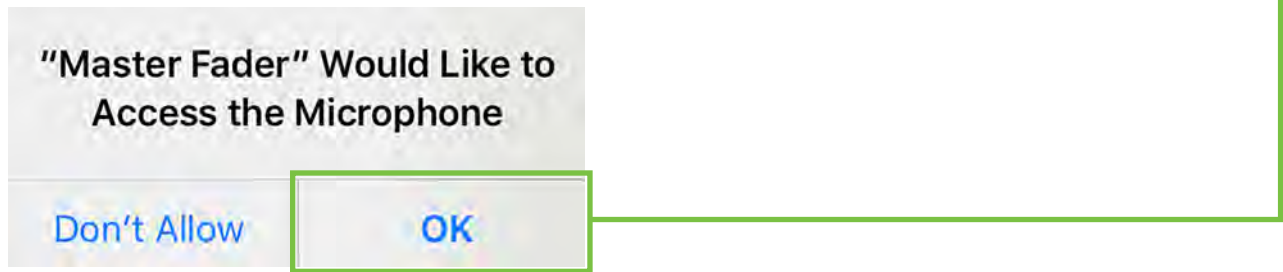 "Master Fader" Would Like to
Access the Microphone
Don't Allow OK